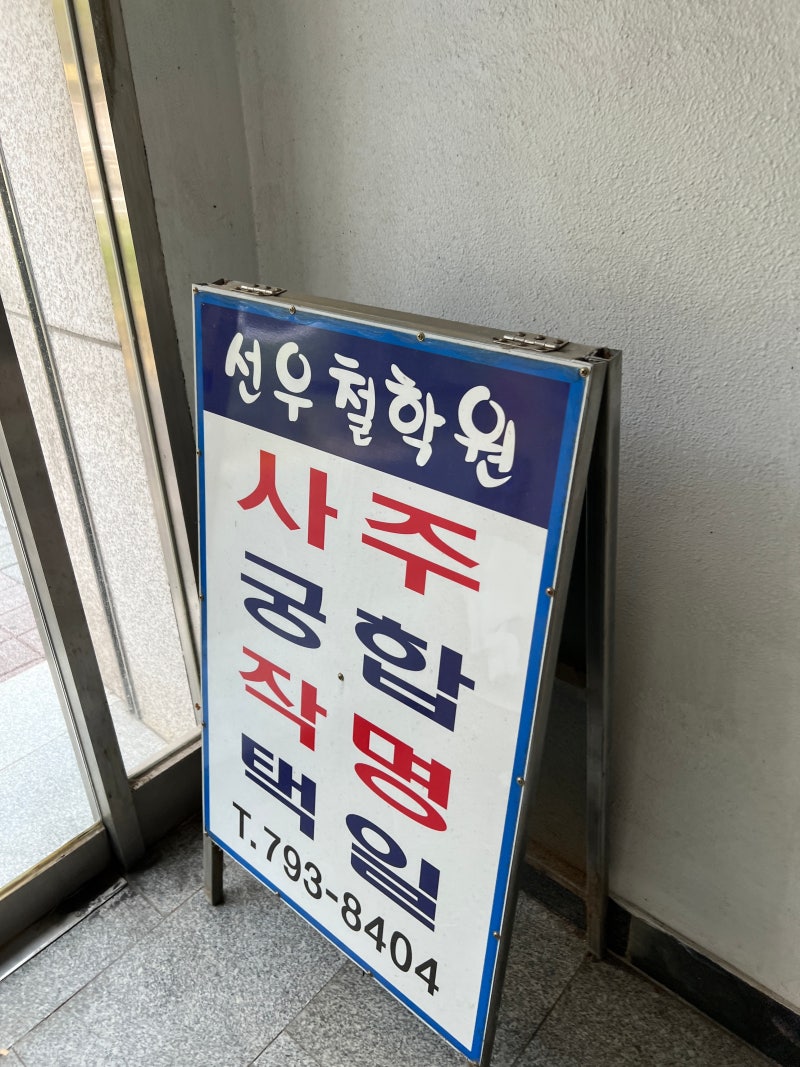 선우철학원
사주
궁합
작명
택일
T.793-8404